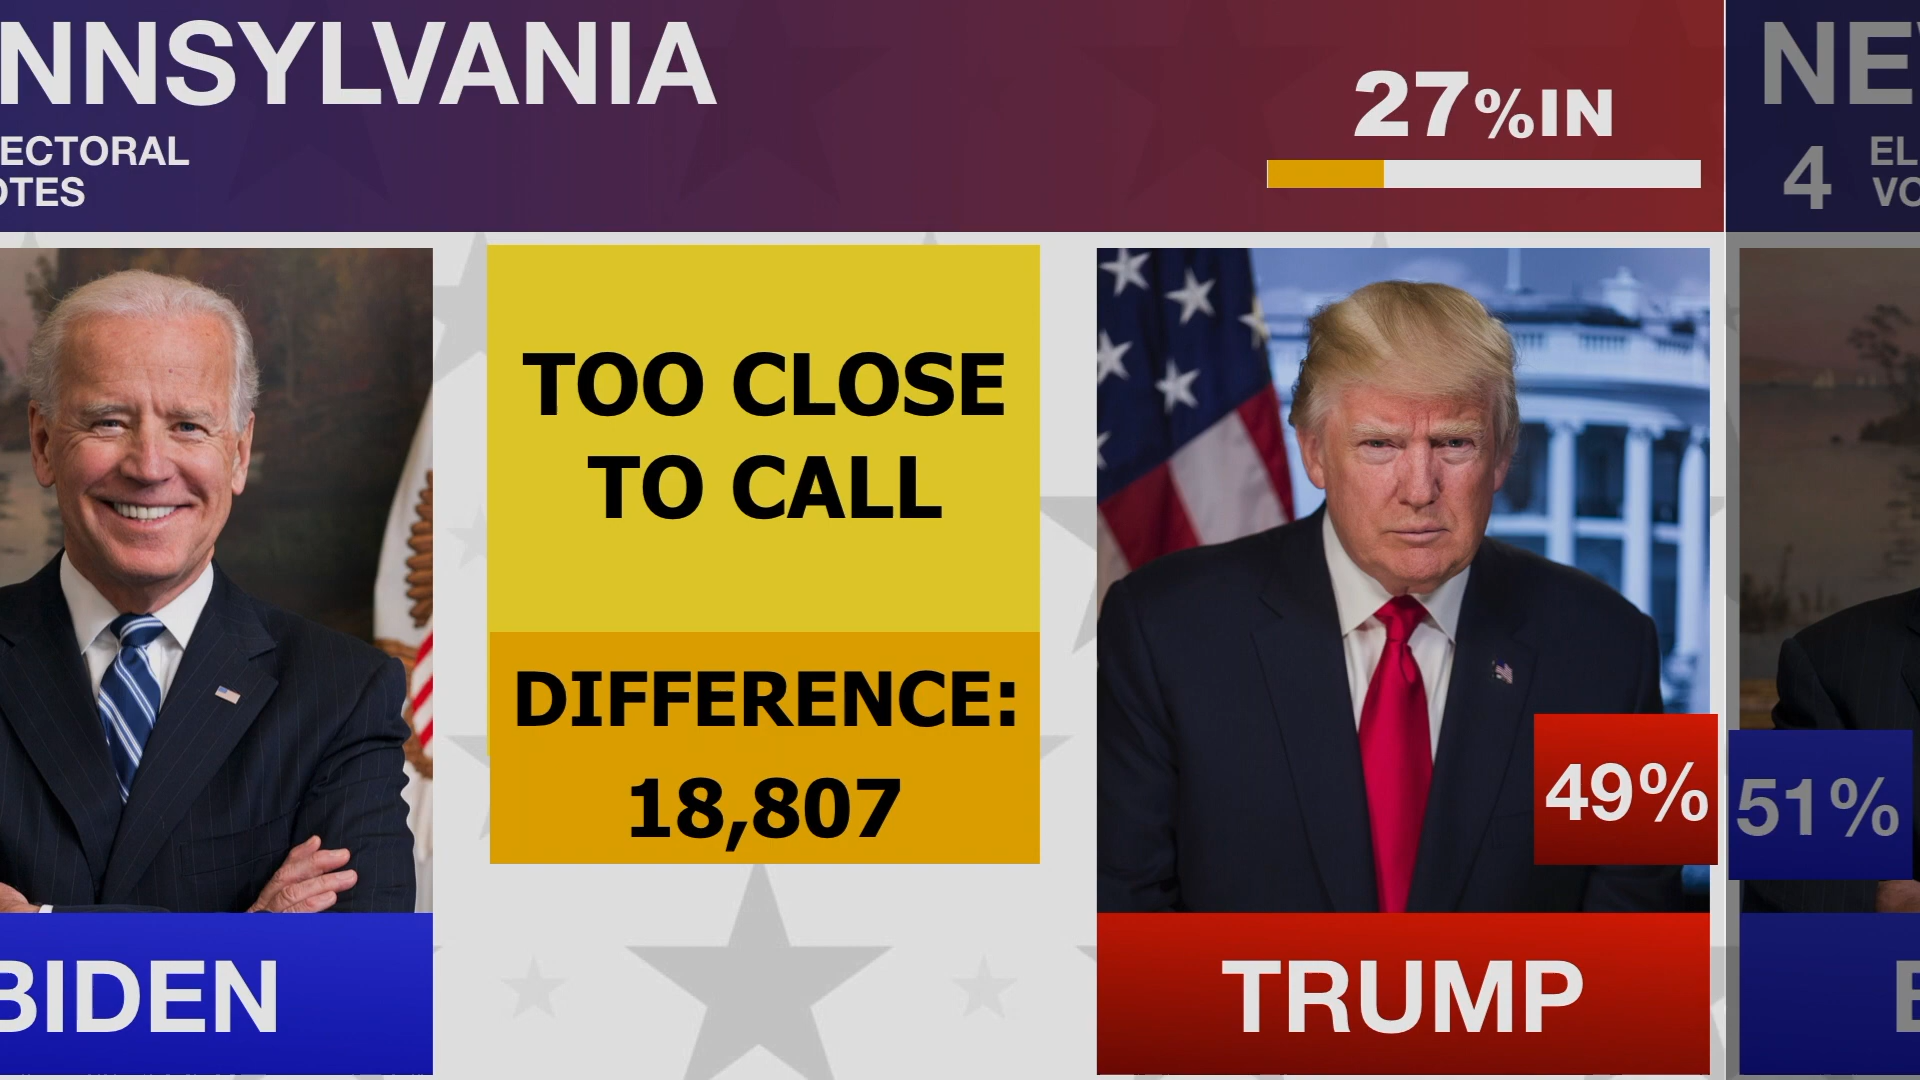 NNSYLVANIA
ECTORAL
OTES
27%IN
TOO CLOSE
TO CALL
DIFFERENCE:
18,807
49%
BIDEN
TRUMP
NE
4
EL
VO
51%